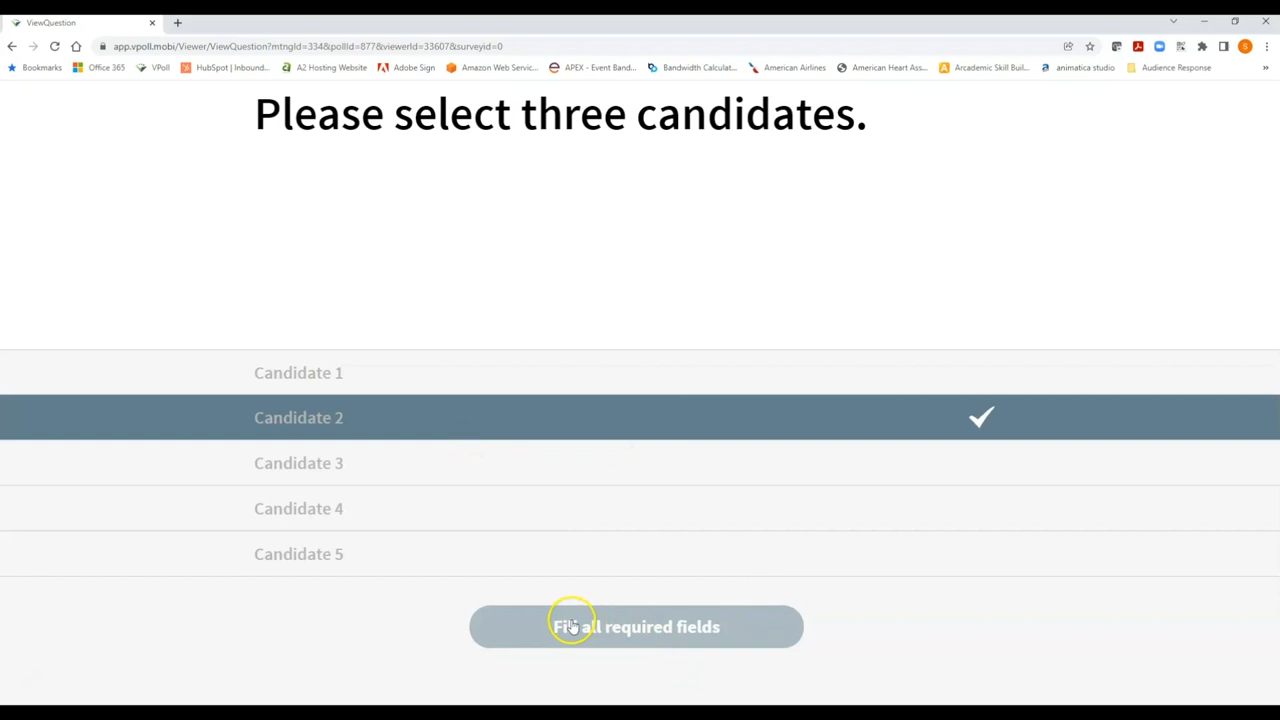 ViewQuestion
app.vpoll.mobi/Viewer/ViewQuestion?mtngId=334&pollId=877&viewerId=33607&surveyid=0
S
Bookmarks Office 365 VPoll HubSpot | Inbound... A2 Hosting Website Adobe Sign Amazon Web Servic... APEX - Event Band... Bandwidth Calculat... American Airlines American Heart Ass... Arcademic Skill Buil... animatica studio Audience Response
Please select three candidates.
Candidate 1
Candidate 2
Candidate 3
Candidate 4
Candidate 5
Fill all required fields